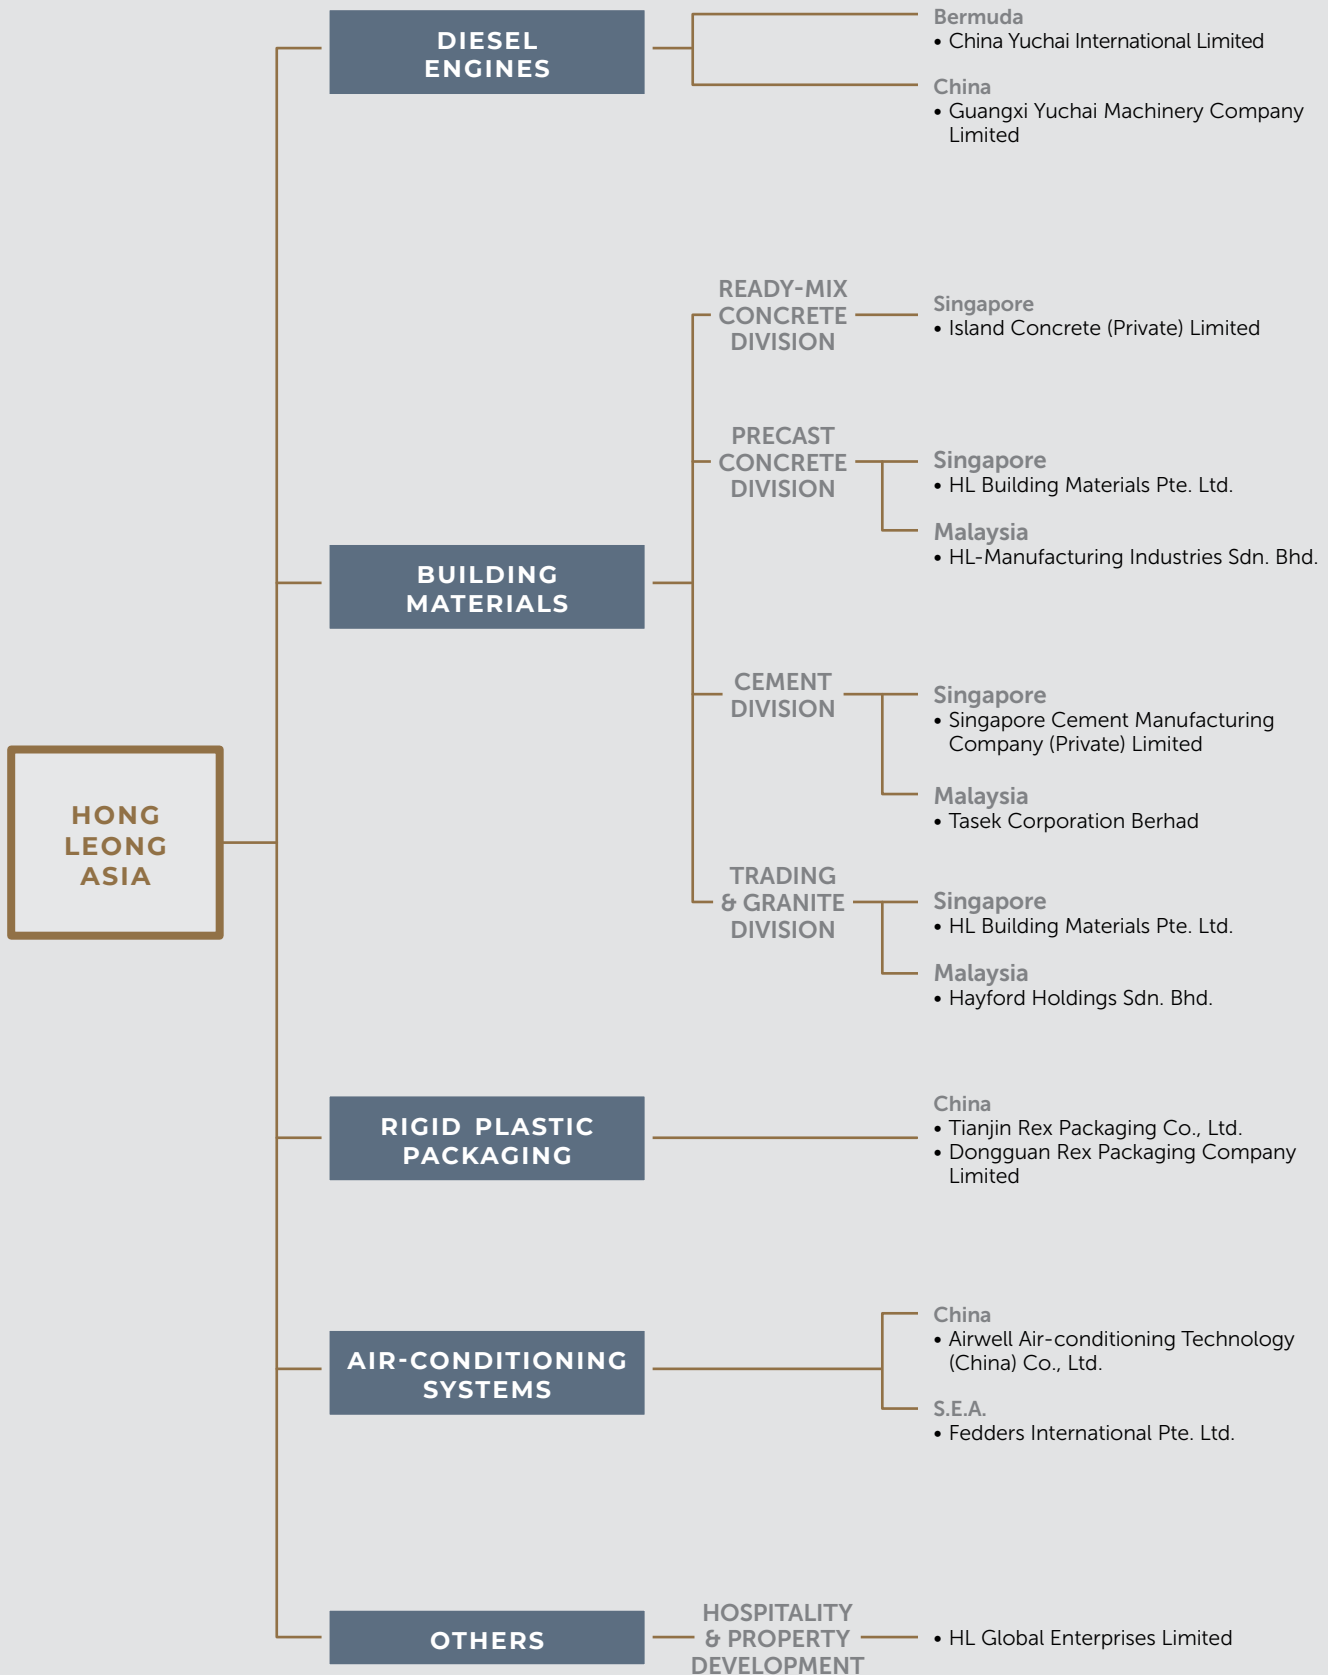 HONG
LEONG
ASIA
DIESEL
ENGINES
Bermuda
• China Yuchai International Limited
China
• Guangxi Yuchai Machinery Company
Limited
BUILDING
MATERIALS
READY-MIX
CONCRETE
DIVISION
Singapore
• Island Concrete (Private) Limited
PRECAST
CONCRETE
DIVISION
Singapore
• HL Building Materials Pte. Ltd.
Malaysia
• HL-Manufacturing Industries Sdn. Bhd.
CEMENT
DIVISION
Singapore
• Singapore Cement Manufacturing
Company (Private) Limited
Malaysia
• Tasek Corporation Berhad
TRADING
& GRANITE
DIVISION
Singapore
• HL Building Materials Pte. Ltd.
Malaysia
• Hayford Holdings Sdn. Bhd.
RIGID PLASTIC
PACKAGING
China
• Tianjin Rex Packaging Co., Ltd.
• Dongguan Rex Packaging Company
Limited
AIR-CONDITIONING
SYSTEMS
China
• Airwell Air-conditioning Technology
(China) Co., Ltd.
S.E.A.
• Fedders International Pte. Ltd.
OTHERS
HOSPITALITY
& PROPERTY
DEVELOPMENT
• HL Global Enterprises Limited